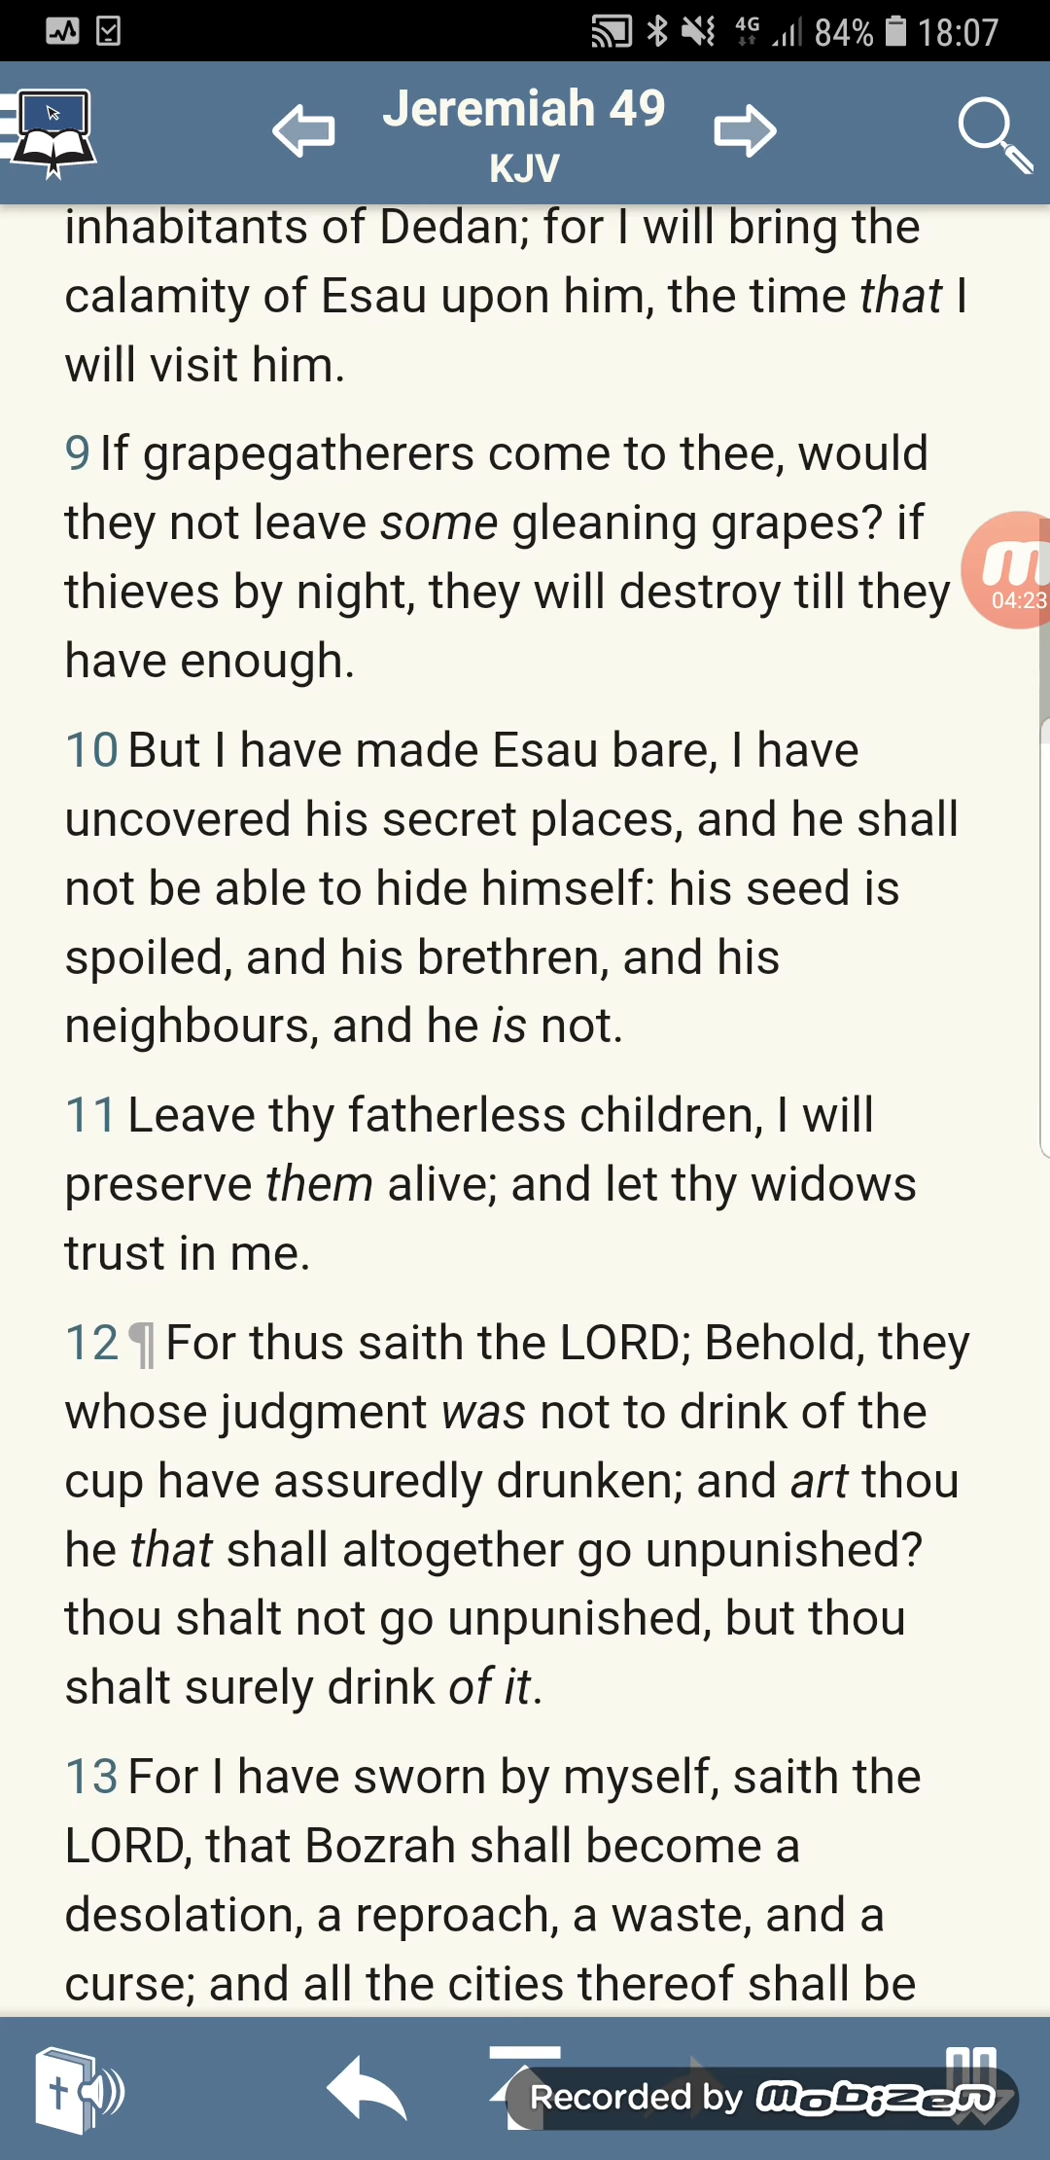 4G 84% 18:07
Jeremiah 49
KJV
inhabitants of Dedan; for I will bring the
calamity of Esau upon him, the time that I
will visit him.
9 If grapegatherers come to thee, would
they not leave some gleaning grapes? if
thieves by night, they will destroy till they
have enough.
04:23
10 But I have made Esau bare, I have
uncovered his secret places, and he shall
not be able to hide himself: his seed is
spoiled, and his brethren, and his
neighbours, and he is not.
11 Leave thy fatherless children, I will
preserve them alive; and let thy widows
trust in me.
12 ¶ For thus saith the LORD; Behold, they
whose judgment was not to drink of the
cup have assuredly drunken; and art thou
he that shall altogether go unpunished?
thou shalt not go unpunished, but thou
shalt surely drink of it.
13 For I have sworn by myself, saith the
LORD, that Bozrah shall become a
desolation, a reproach, a waste, and a
curse; and all the cities thereof shall be
Recorded by mobizen